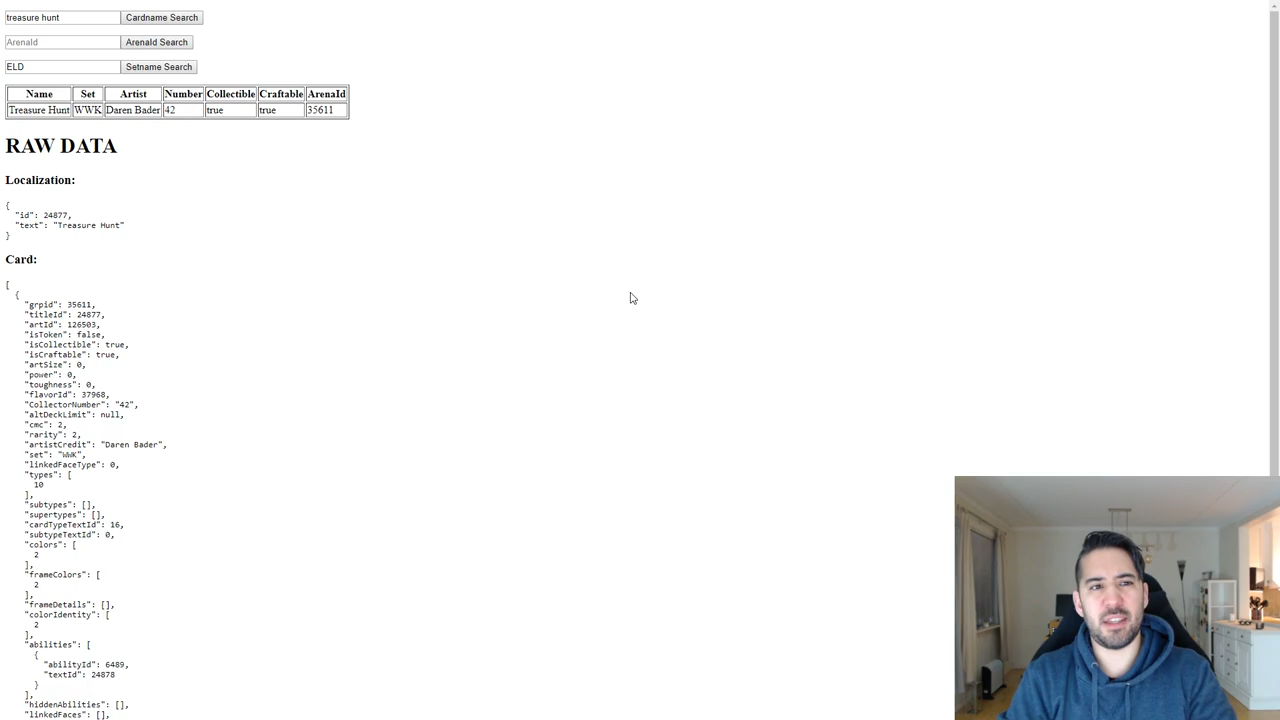 treasure hunt Cardname Search
ArenaId ArenaId Search
ELD Setname Search
Name Set Artist Number Collectible Craftable ArenaId
Treasure Hunt WWK Daren Bader 42 true true 35611
RAW DATA
Localization:
{
"id": 24877,
"text": "Treasure Hunt"
}
Card:
[
{
"grpid": 35611,
"titleId": 24877,
"artId": 126503,
"isToken": false,
"isCollectible": true,
"isCraftable": true,
"artSize": 0,
"power": 0,
"toughness": 0,
"flavorId": 37968,
"CollectorNumber": "42",
"altDeckLimit": null,
"cmc": 2,
"rarity": 2,
"artistCredit": "Daren Bader",
"set": "WWK",
"linkedFaceType": 0,
"types": [
10
],
"subtypes": [],
"supertypes": [],
"cardTypeTextId": 16,
"subtypeTextId": 0,
"colors": [
2
],
"frameColors": [
2
],
"frameDetails": [],
"colorIdentity": [
2
],
"abilities": [
{
"abilityId": 6489,
"textId": 24878
}
],
"hiddenAbilities": [],
"linkedFaces": [],